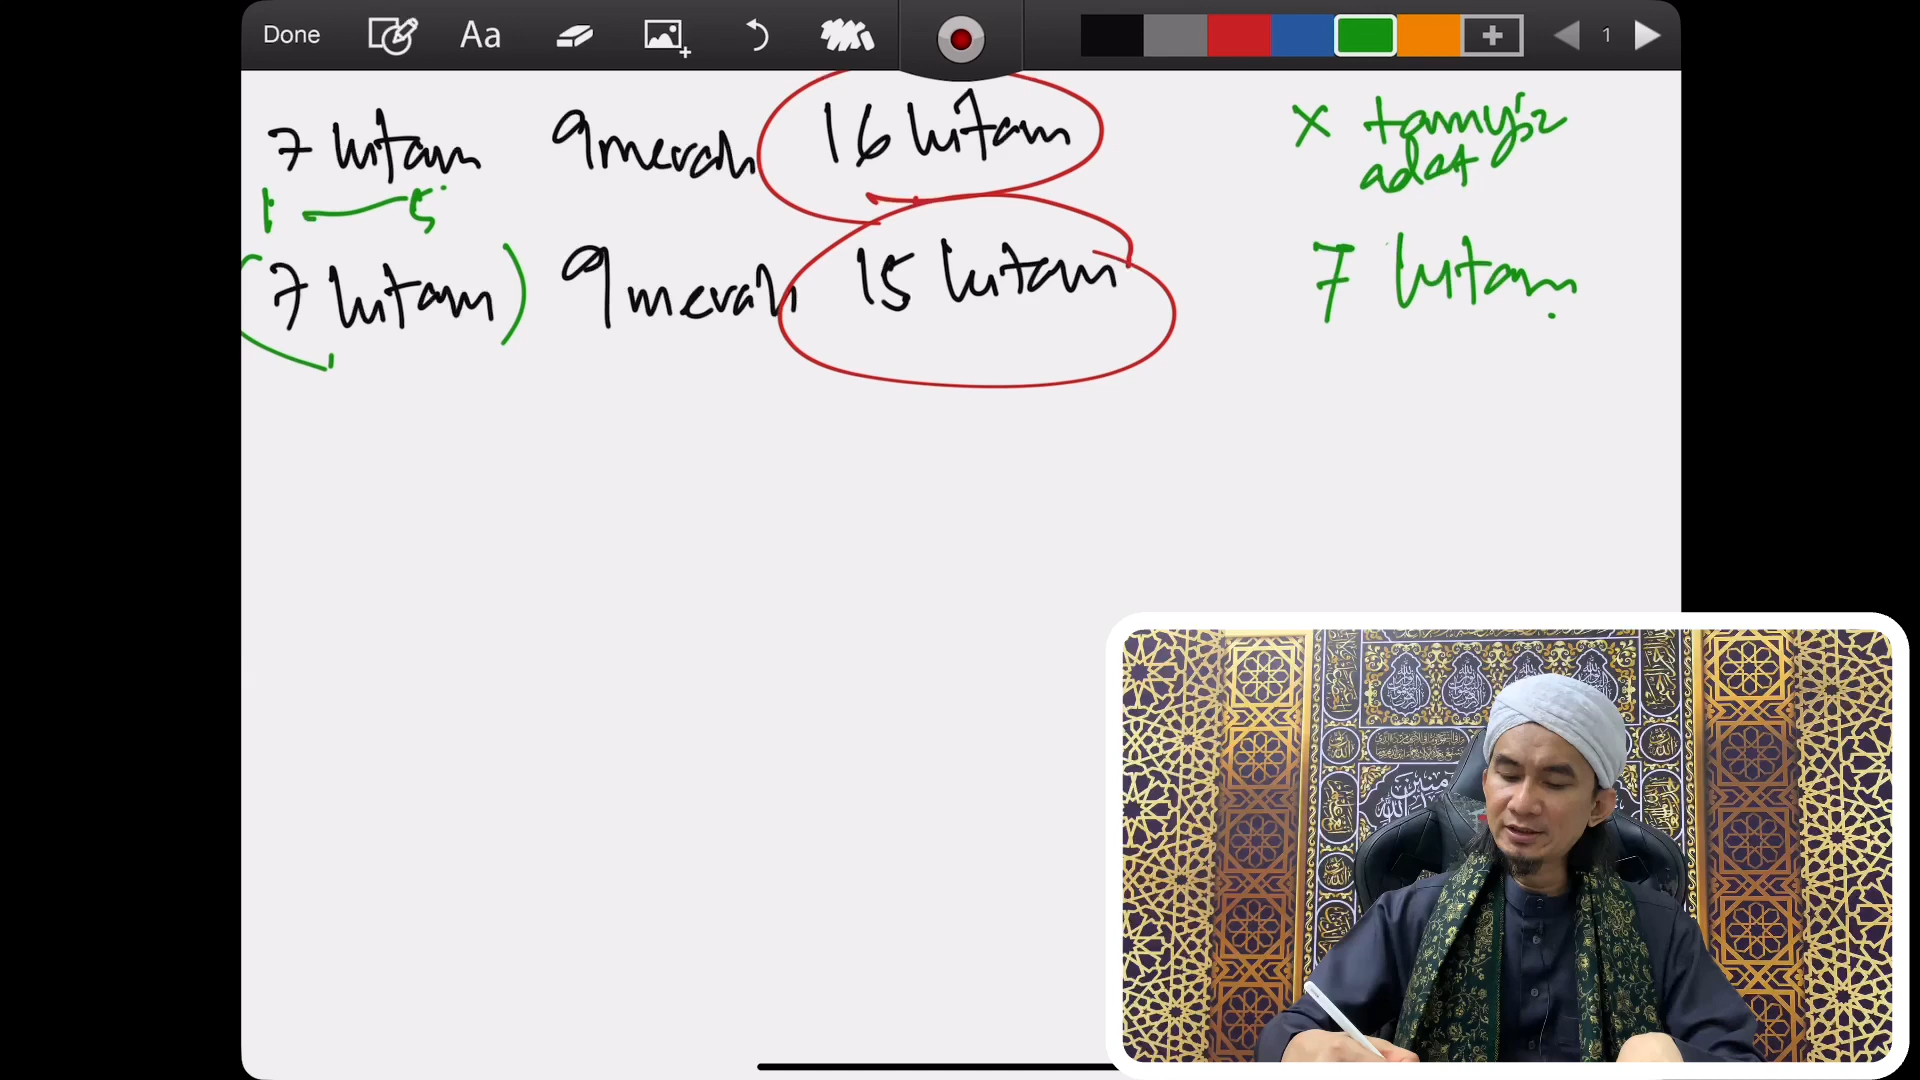 Done Aa 1
7 hitam 9 merah 16 hitam x tamyiz
adat
1 5
7 hitam 9 merah 15 hitam 7 hitam